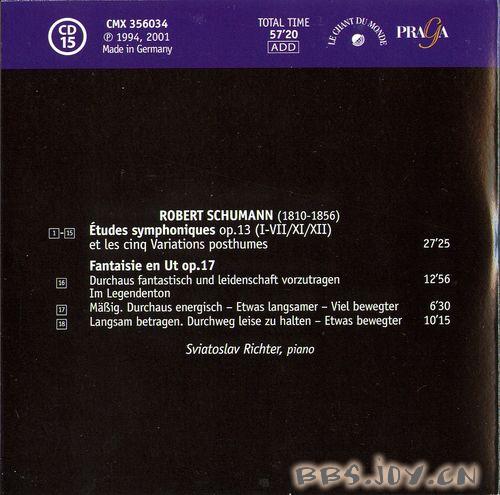 CD
15
CMX 356034
℗ 1994, 2001
Made in Germany
TOTAL TIME
57'20
ADD
LE CHANT DU MONDE
PRAGA
ROBERT SCHUMANN (1810-1856)
1 - 15 Études symphoniques op.13 (I-VII/XI/XII)
et les cinq Variations posthumes 27'25
Fantaisie en Ut op.17
16 Durchaus fantastisch und leidenschaft vorzutragen 12'56
Im Legendenton
17 Mäßig. Durchaus energisch – Etwas langsamer – Viel bewegter 6'30
18 Langsam betragen. Durchweg leise zu halten – Etwas bewegter 10'15
Sviatoslav Richter, piano
BBS.JOY.CN